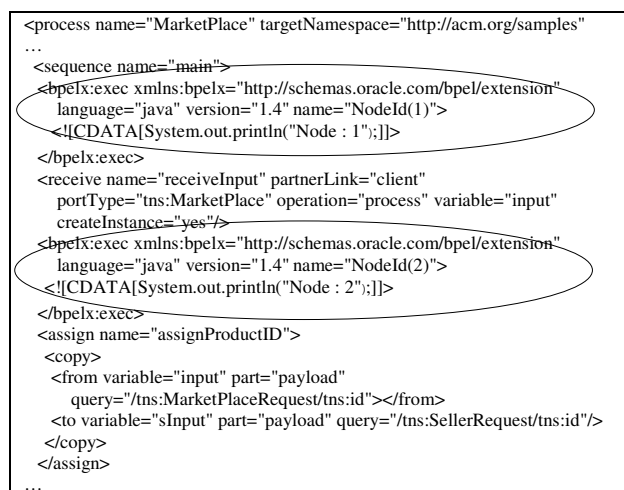 <process name="MarketPlace" targetNamespace="http://acm.org/samples"
…
<sequence name="main">
<bpelx:exec xmlns:bpelx="http://schemas.oracle.com/bpel/extension"
language="java" version="1.4" name="NodeId(1)">
<![CDATA[System.out.println("Node : 1");]]>
</bpelx:exec>
<receive name="receiveInput" partnerLink="client"
portType="tns:MarketPlace" operation="process" variable="input"
createInstance="yes"/>
<bpelx:exec xmlns:bpelx="http://schemas.oracle.com/bpel/extension"
language="java" version="1.4" name="NodeId(2)">
<![CDATA[System.out.println("Node : 2");]]>
</bpelx:exec>
<assign name="assignProductID">
<copy>
<from variable="input" part="payload"
query="/tns:MarketPlaceRequest/tns:id"></from>
<to variable="sInput" part="payload" query="/tns:SellerRequest/tns:id"/>
</copy>
</assign>
…